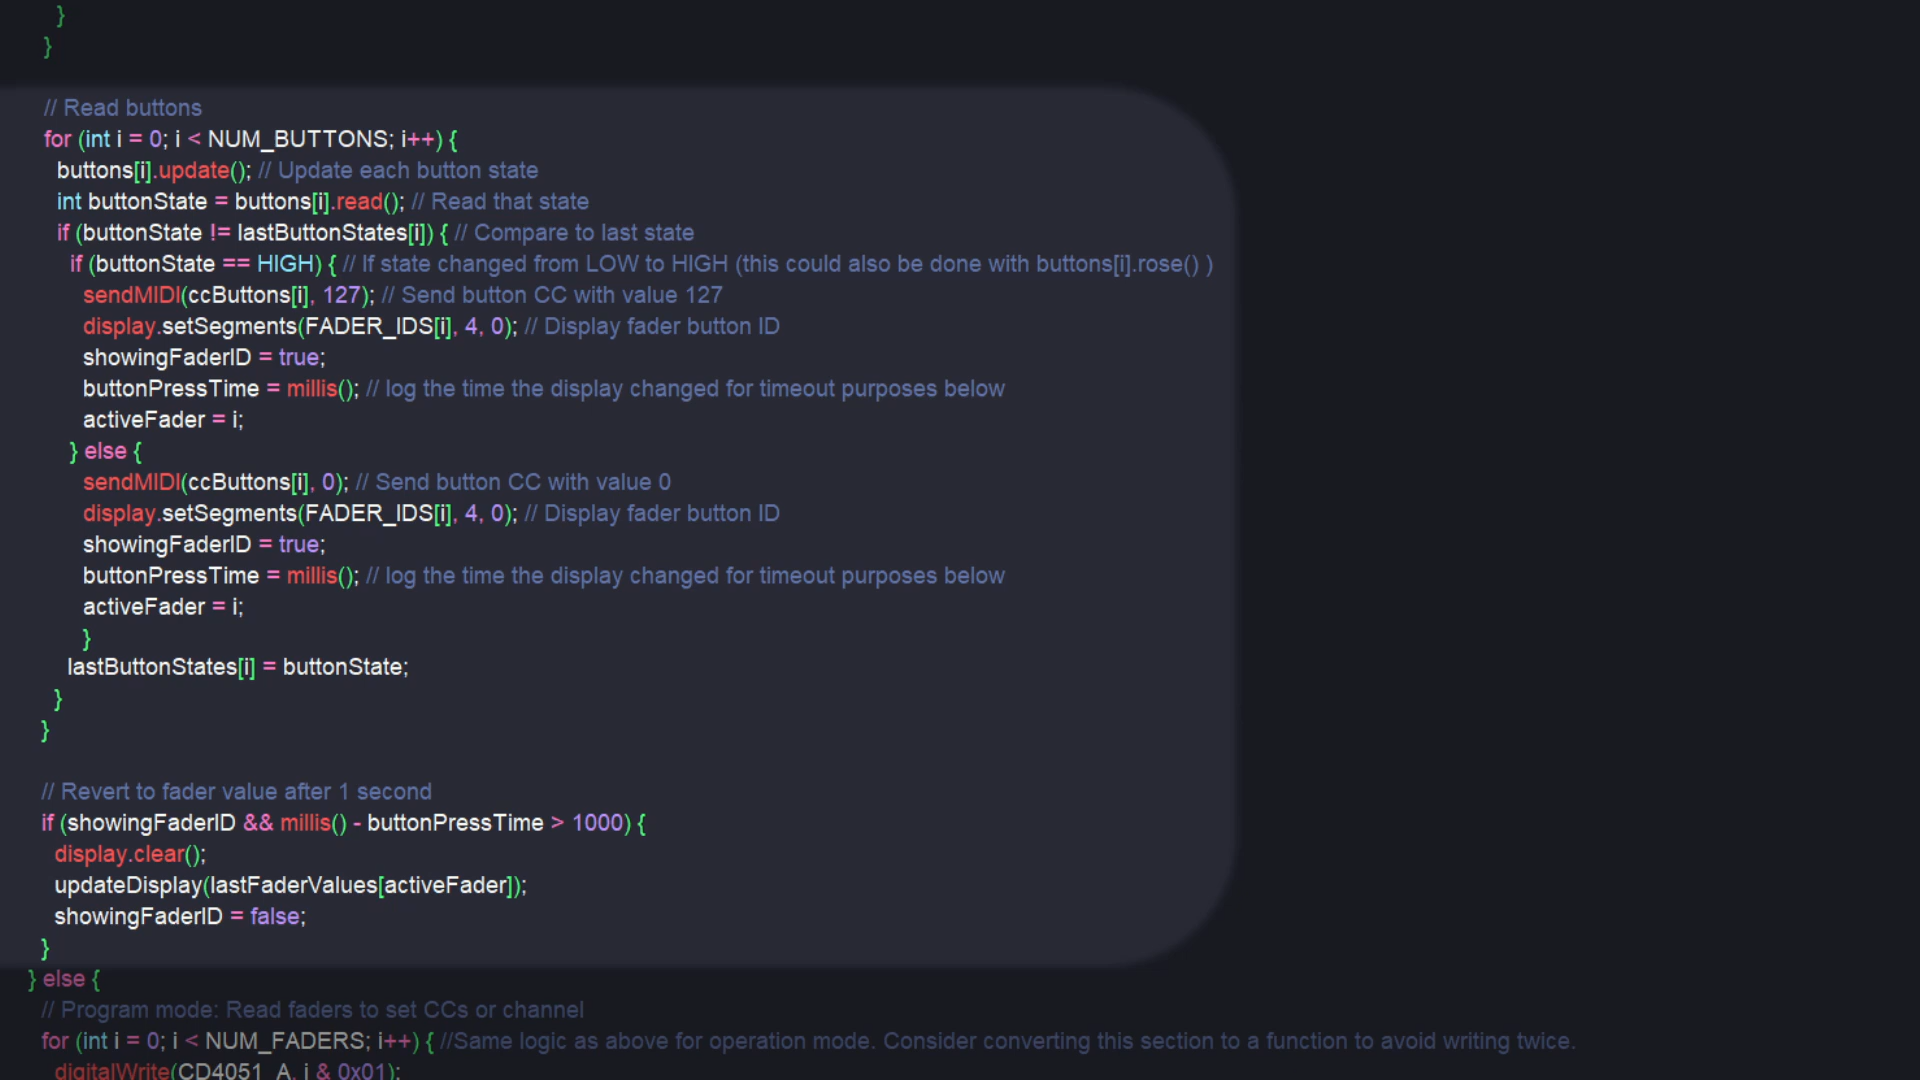 }
}
// Read buttons
for (int i = 0; i < NUM_BUTTONS; i++) {
buttons[i].update(); // Update each button state
int buttonState = buttons[i].read(); // Read that state
if (buttonState != lastButtonStates[i]) { // Compare to last state
if (buttonState == HIGH) { // If state changed from LOW to HIGH (this could also be done with buttons[i].rose() )
sendMIDI(ccButtons[i], 127); // Send button CC with value 127
display.setSegments(FADER_IDS[i], 4, 0); // Display fader button ID
showingFaderID = true;
buttonPressTime = millis(); // log the time the display changed for timeout purposes below
activeFader = i;
} else {
sendMIDI(ccButtons[i], 0); // Send button CC with value 0
display.setSegments(FADER_IDS[i], 4, 0); // Display fader button ID
showingFaderID = true;
buttonPressTime = millis(); // log the time the display changed for timeout purposes below
activeFader = i;
}
lastButtonStates[i] = buttonState;
}
}
// Revert to fader value after 1 second
if (showingFaderID && millis() - buttonPressTime > 1000) {
display.clear();
updateDisplay(lastFaderValues[activeFader]);
showingFaderID = false;
}
} else {
// Program mode: Read faders to set CCs or channel
for (int i = 0; i < NUM_FADERS; i++) { //Same logic as above for operation mode. Consider converting this section to a function to avoid writing twice.
digitalWrite(CD4051_A, i & 0x01);